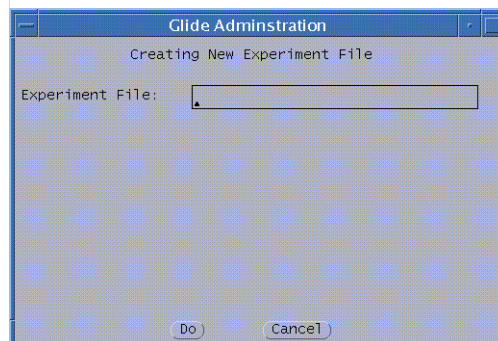 Glide Adminstration
Creating New Experiment File
Experiment File:
Do Cancel